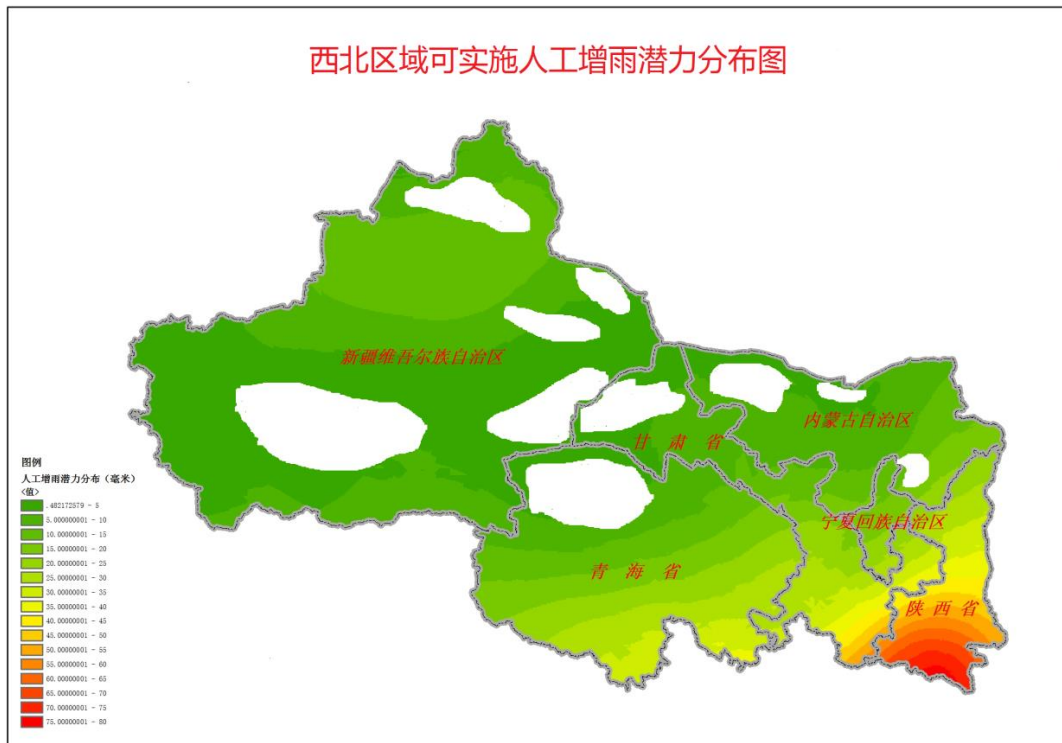 西北区域可实施人工增雨潜力分布图
新疆维吾尔族自治区
内蒙古自治区
甘肃省
宁夏回族自治区
青海省
陕西省
图例
人工增雨潜力分布（毫米）
<值>
.482172579 - 5
5.00000001 - 10
10.00000001 - 15
15.00000001 - 20
20.00000001 - 25
25.00000001 - 30
30.00000001 - 35
35.00000001 - 40
40.00000001 - 45
45.00000001 - 50
50.00000001 - 55
55.00000001 - 60
60.00000001 - 65
65.00000001 - 70
70.00000001 - 75
75.00000001 - 80